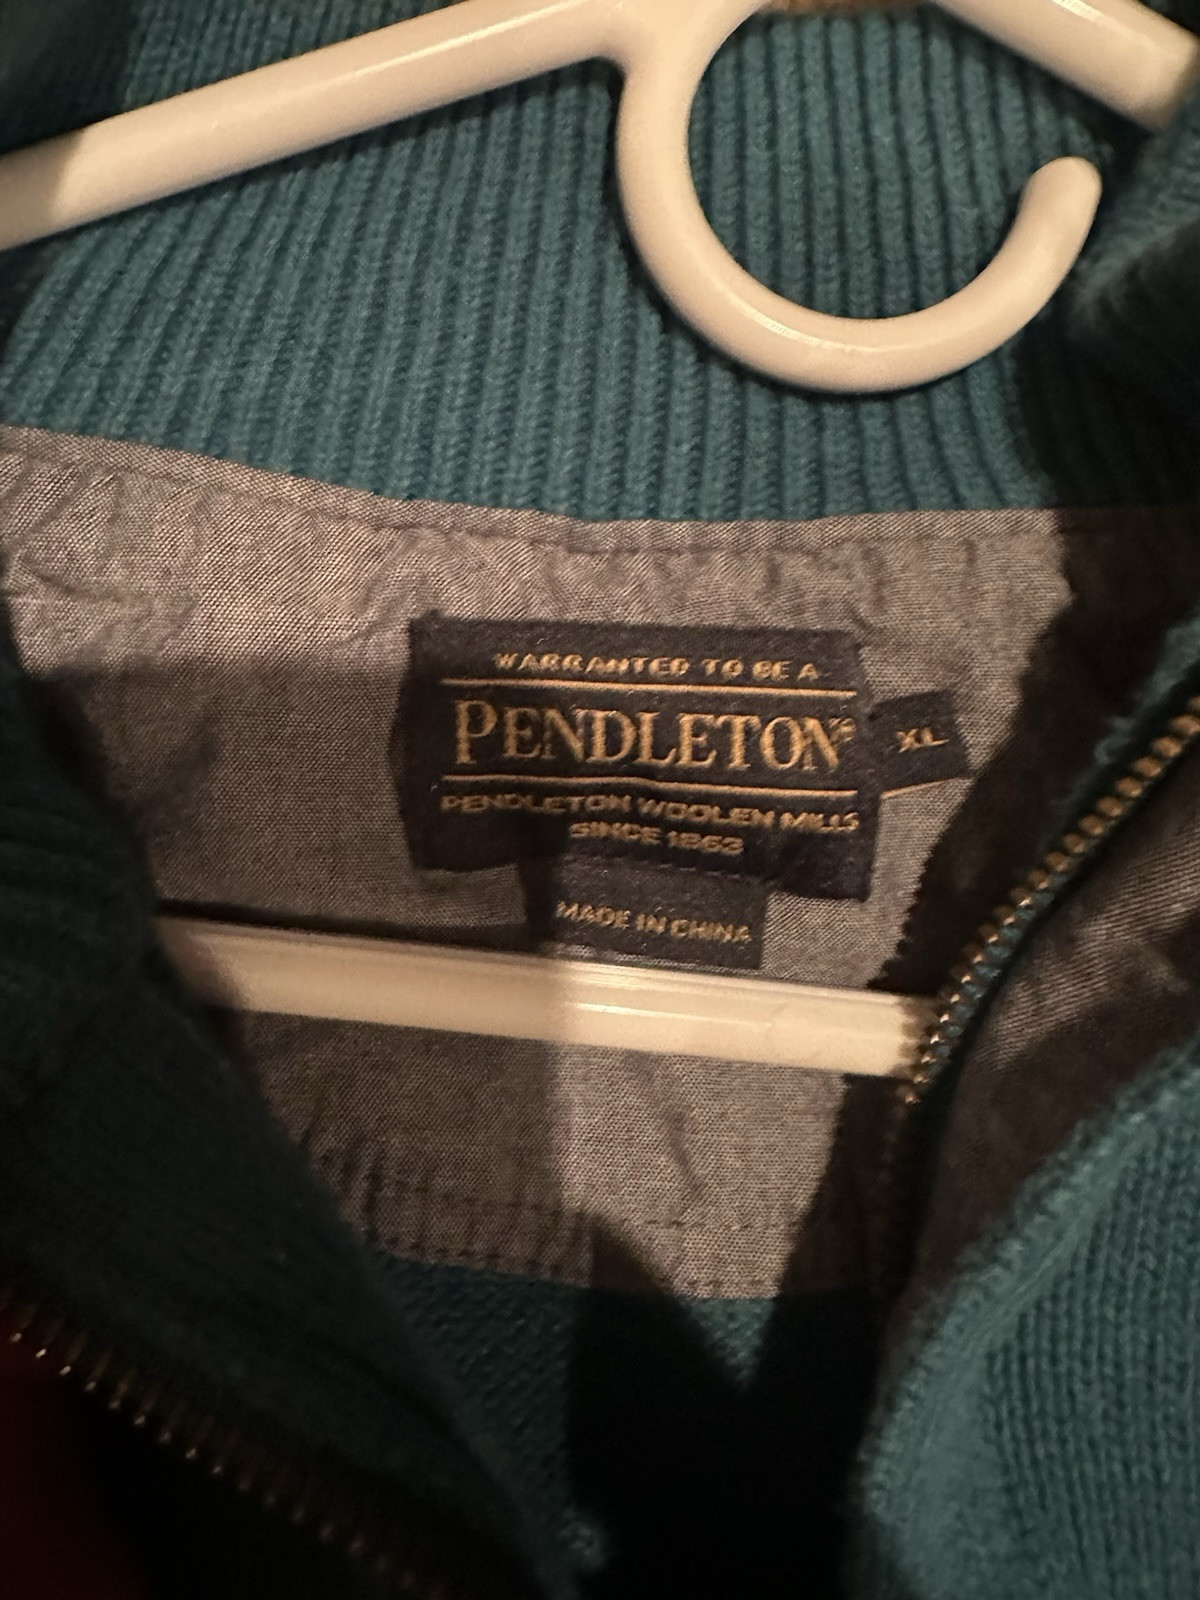 WARRANTED TO BE A
PENDLETON®
XL
PENDLETON WOOLEN MILLS
SINCE 1863
MADE IN CHINA